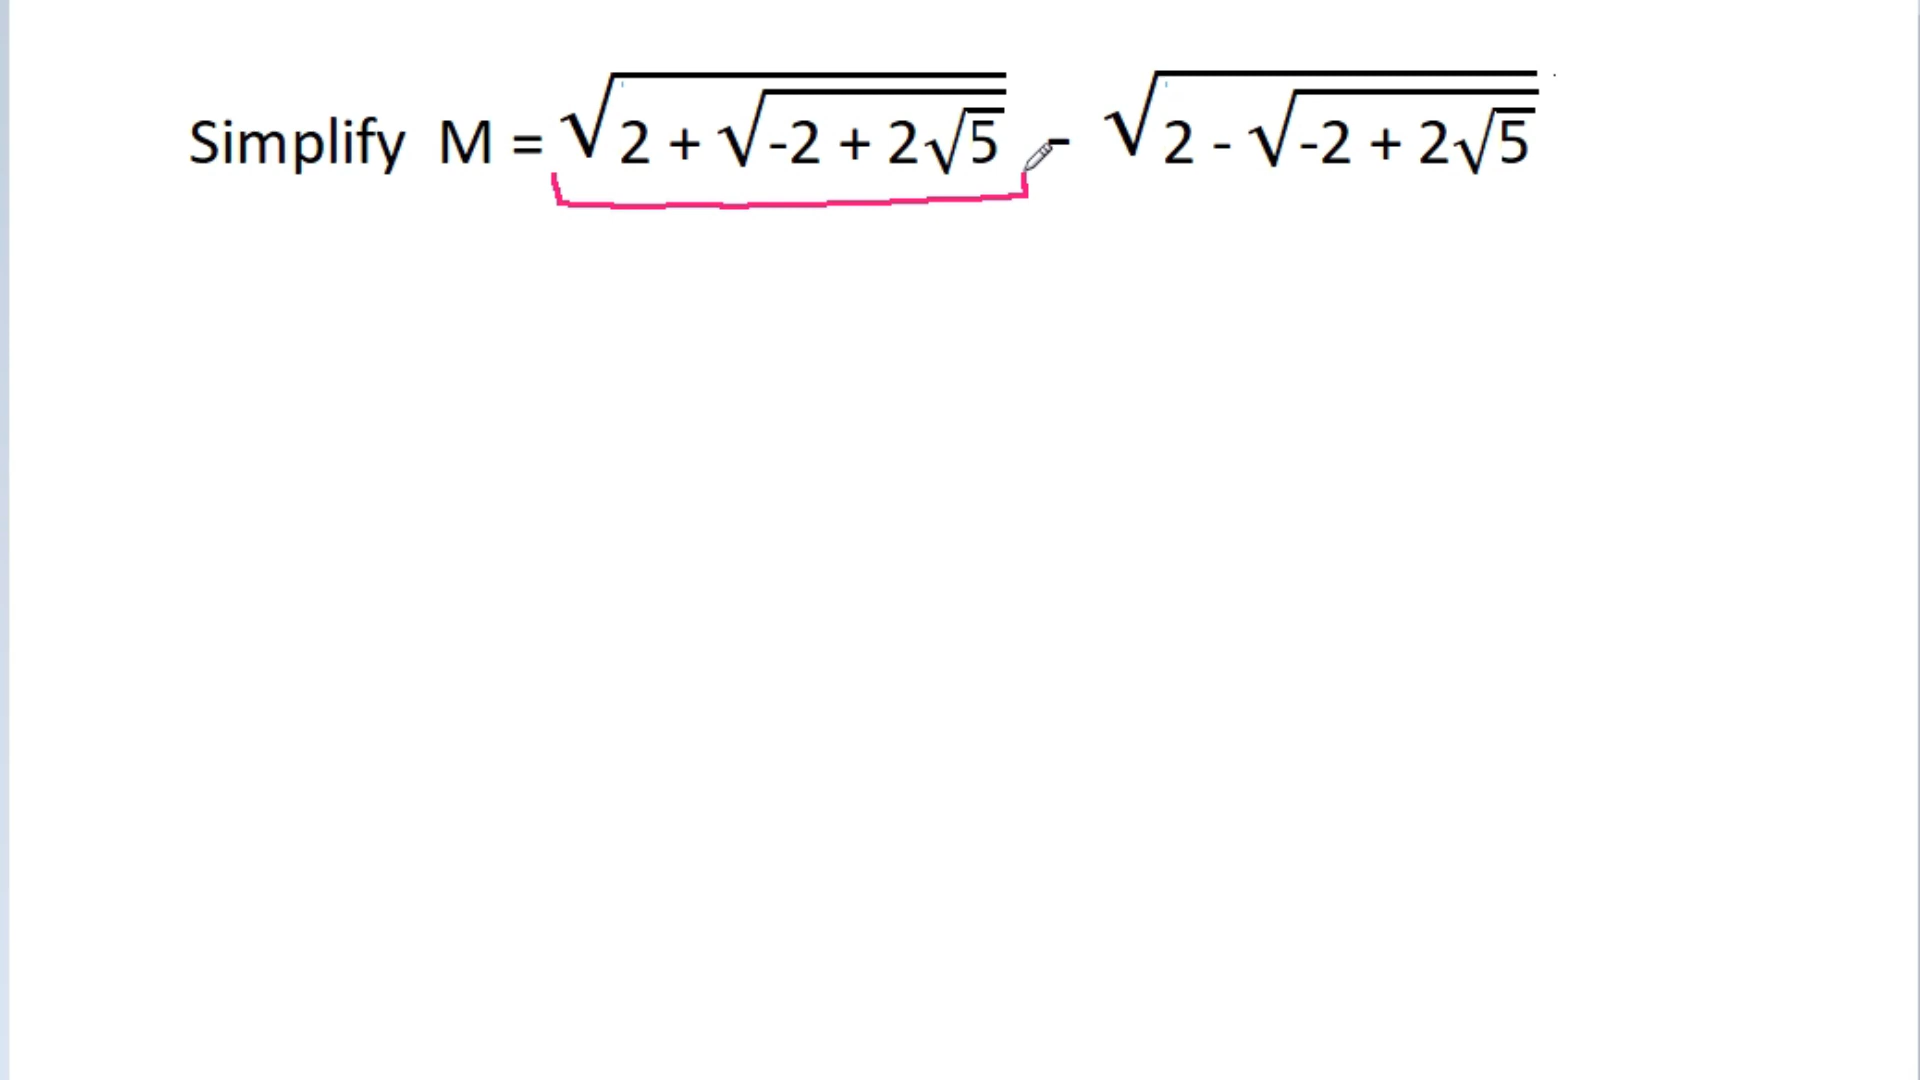 Simplify M = √(2 + √(-2 + 2√5)) - √(2 - √(-2 + 2√5))